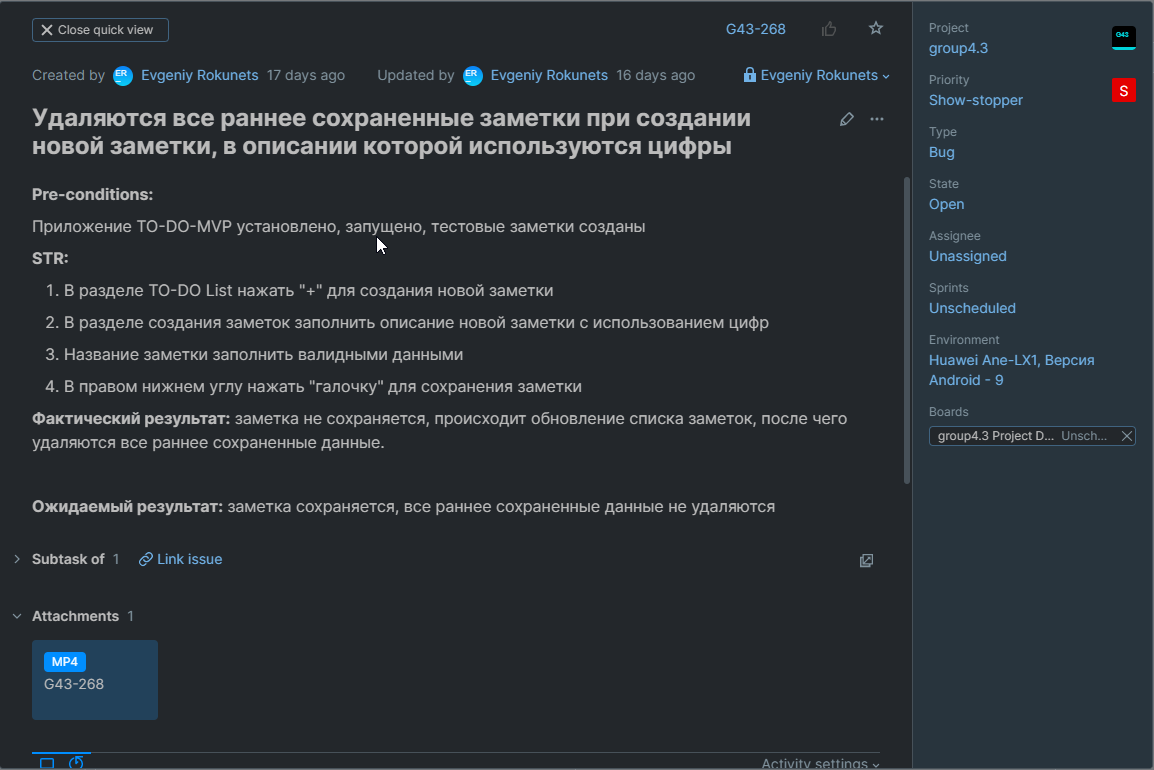 Close quick view
G43-268
Created by ER Evgeniy Rokunets 17 days ago Updated by ER Evgeniy Rokunets 16 days ago Evgeniy Rokunets
Удаляются все раннее сохраненные заметки при создании
новой заметки, в описании которой используются цифры
Pre-conditions:
Приложение TO-DO-MVP установлено, запущено, тестовые заметки созданы
STR:
1. В разделе TO-DO List нажать "+" для создания новой заметки
2. В разделе создания заметок заполнить описание новой заметки с использованием цифр
3. Название заметки заполнить валидными данными
4. В правом нижнем углу нажать "галочку" для сохранения заметки
Фактический результат: заметка не сохраняется, происходит обновление списка заметок, после чего
удаляются все раннее сохраненные данные.
Ожидаемый результат: заметка сохраняется, все раннее сохраненные данные не удаляются
Subtask of 1 Link issue
Attachments 1
MP4
G43-268
Activity settings
Project
group4.3
G43
Priority
Show-stopper
S
Type
Bug
State
Open
Assignee
Unassigned
Sprints
Unscheduled
Environment
Huawei Ane-LX1, Версия
Android - 9
Boards
group4.3 Project D... Unsch...